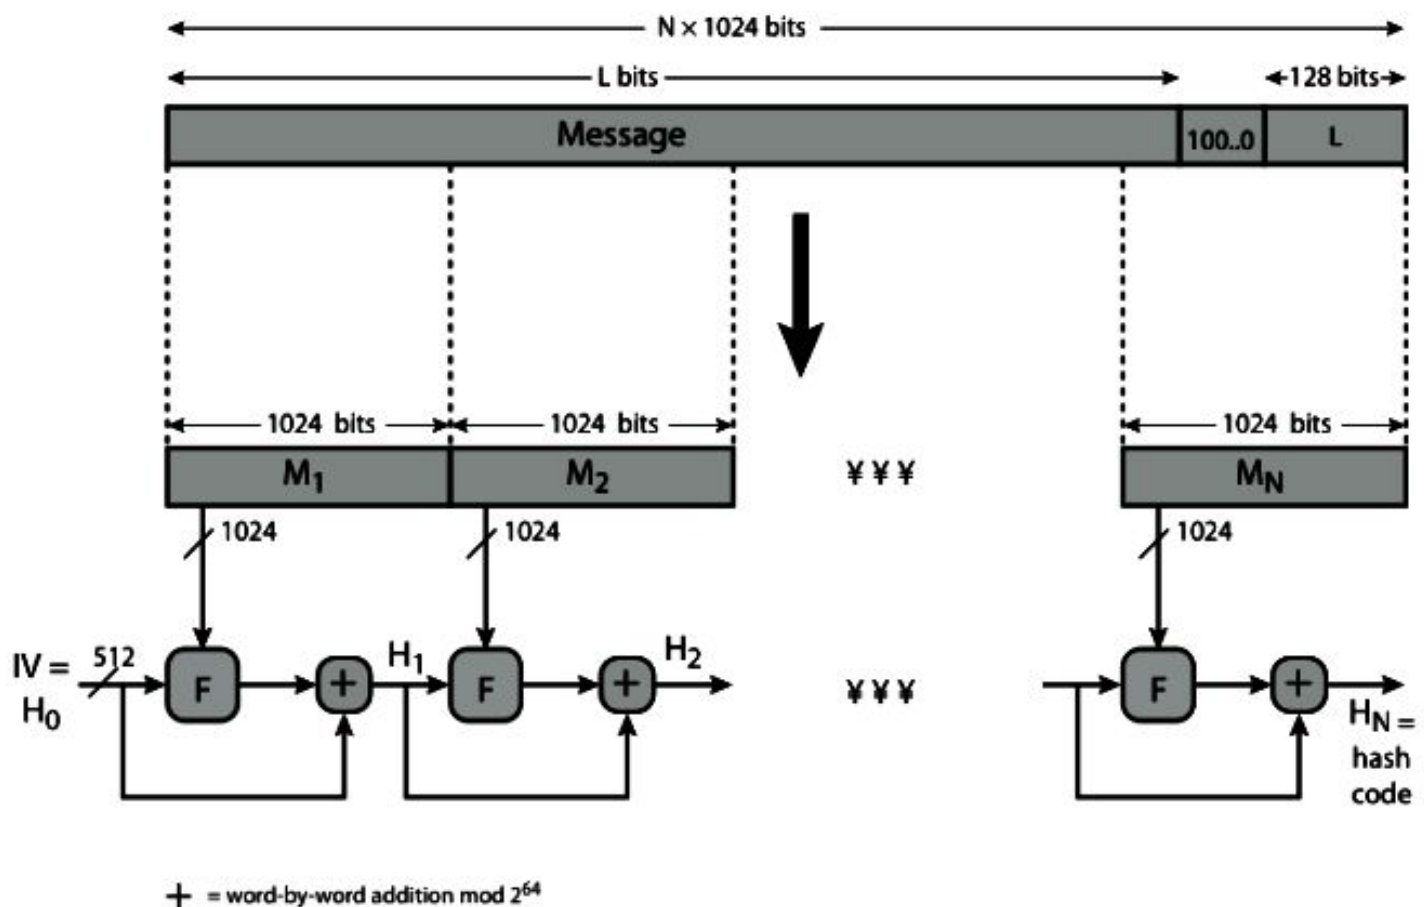 N × 1024 bits
L bits
128 bits
Message
100..0
L
1024 bits
1024 bits
1024 bits
M1
M2
¥ ¥ ¥
MN
1024
1024
1024
IV =
H0
512
F
+
H1
F
+
H2
¥ ¥ ¥
F
+
HN =
hash
code
+ = word-by-word addition mod 2^64